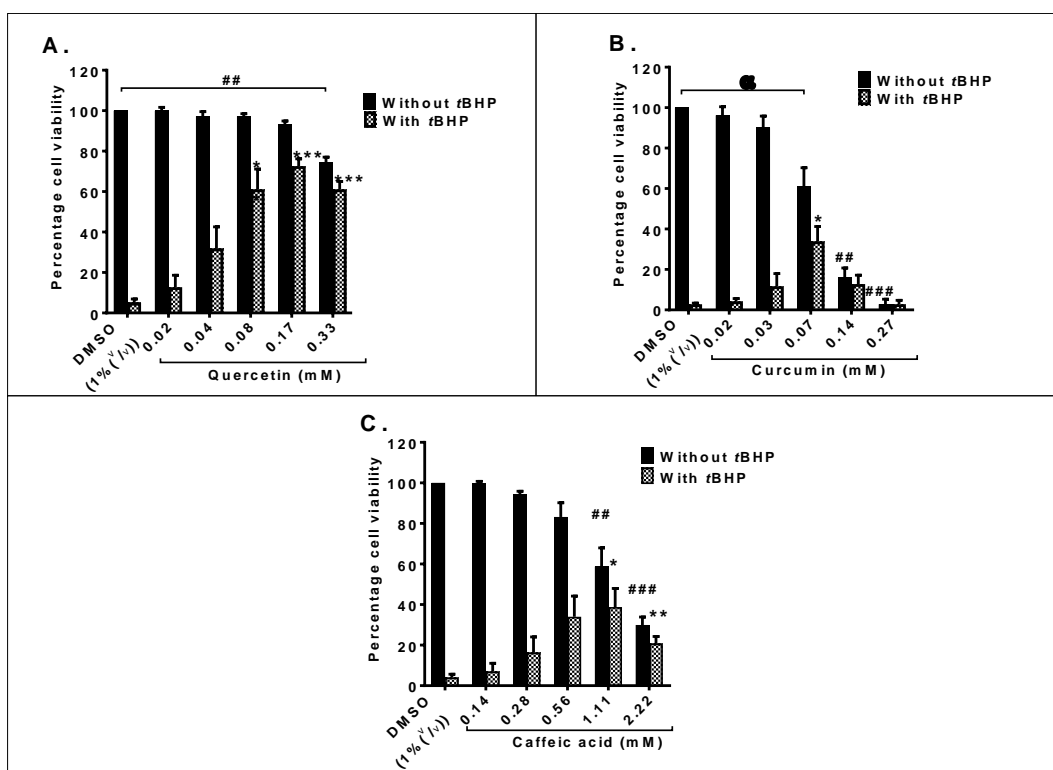 A.
##
120
100
80
60
40
20
0
Percentage cell viability
Without tBHP
With tBHP
*
***
***
DMSO
(1%(v/v))
0.02
0.04
0.08
0.17
0.33
Quercetin (mM)
B.
120
100
80
60
40
20
0
Percentage cell viability
Without tBHP
With tBHP
*
##
###
DMSO
(1%(v/v))
0.02
0.03
0.07
0.14
0.27
Curcumin (mM)
C.
120
100
80
60
40
20
0
Percentage cell viability
Without tBHP
With tBHP
##
*
###
**
DMSO
(1%(v/v))
0.14
0.28
0.56
1.11
2.22
Caffeic acid (mM)